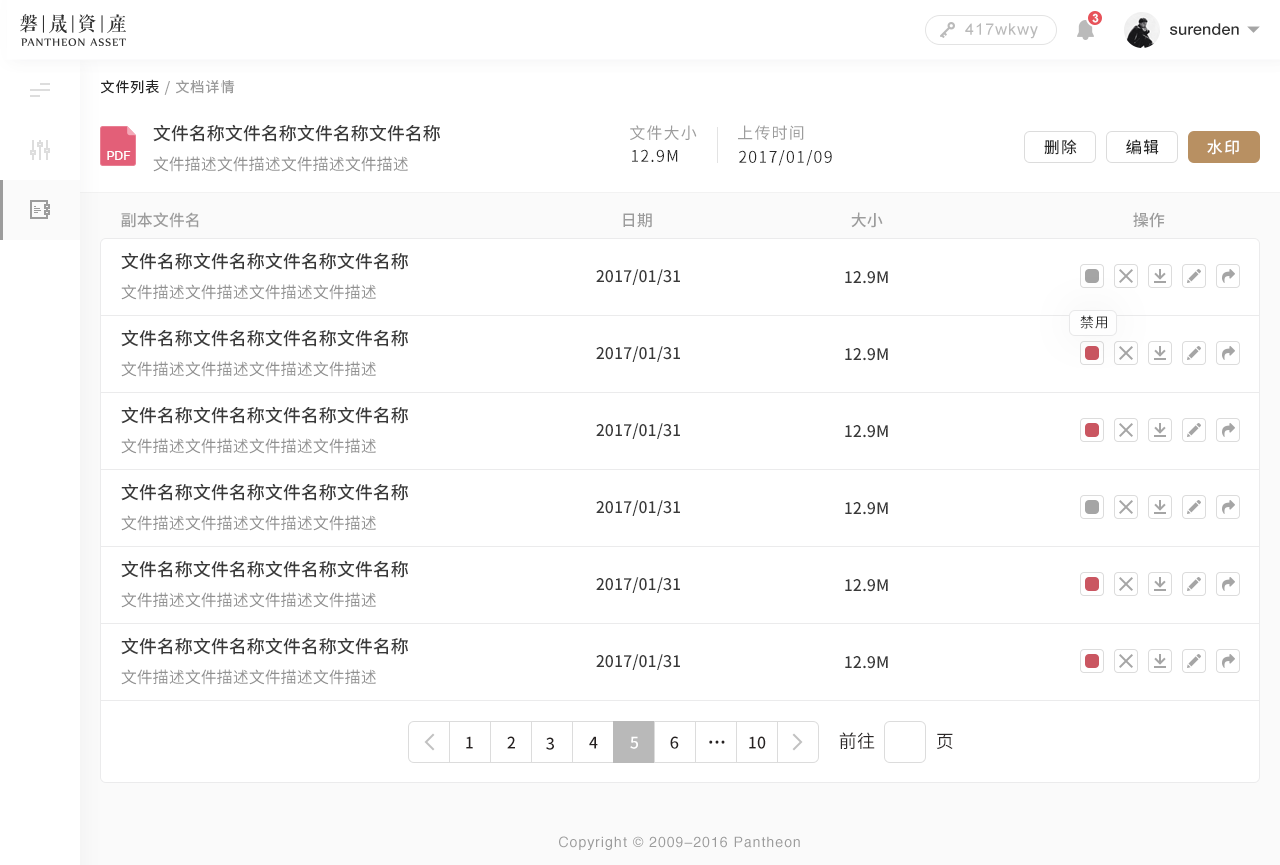 磐|晟|資|産
PANTHEON ASSET
417wkwy
3
surenden
文件列表 / 文档详情
PDF
文件名称文件名称文件名称文件名称
文件描述文件描述文件描述文件描述
文件大小
12.9M
上传时间
2017/01/09
删除
编辑
水印
副本文件名 日期 大小 操作
文件名称文件名称文件名称文件名称
文件描述文件描述文件描述文件描述
2017/01/31
12.9M
禁用
文件名称文件名称文件名称文件名称
文件描述文件描述文件描述文件描述
2017/01/31
12.9M
文件名称文件名称文件名称文件名称
文件描述文件描述文件描述文件描述
2017/01/31
12.9M
文件名称文件名称文件名称文件名称
文件描述文件描述文件描述文件描述
2017/01/31
12.9M
文件名称文件名称文件名称文件名称
文件描述文件描述文件描述文件描述
2017/01/31
12.9M
文件名称文件名称文件名称文件名称
文件描述文件描述文件描述文件描述
2017/01/31
12.9M
1 2 3 4 5 6 ··· 10 前往 页
Copyright © 2009–2016 Pantheon